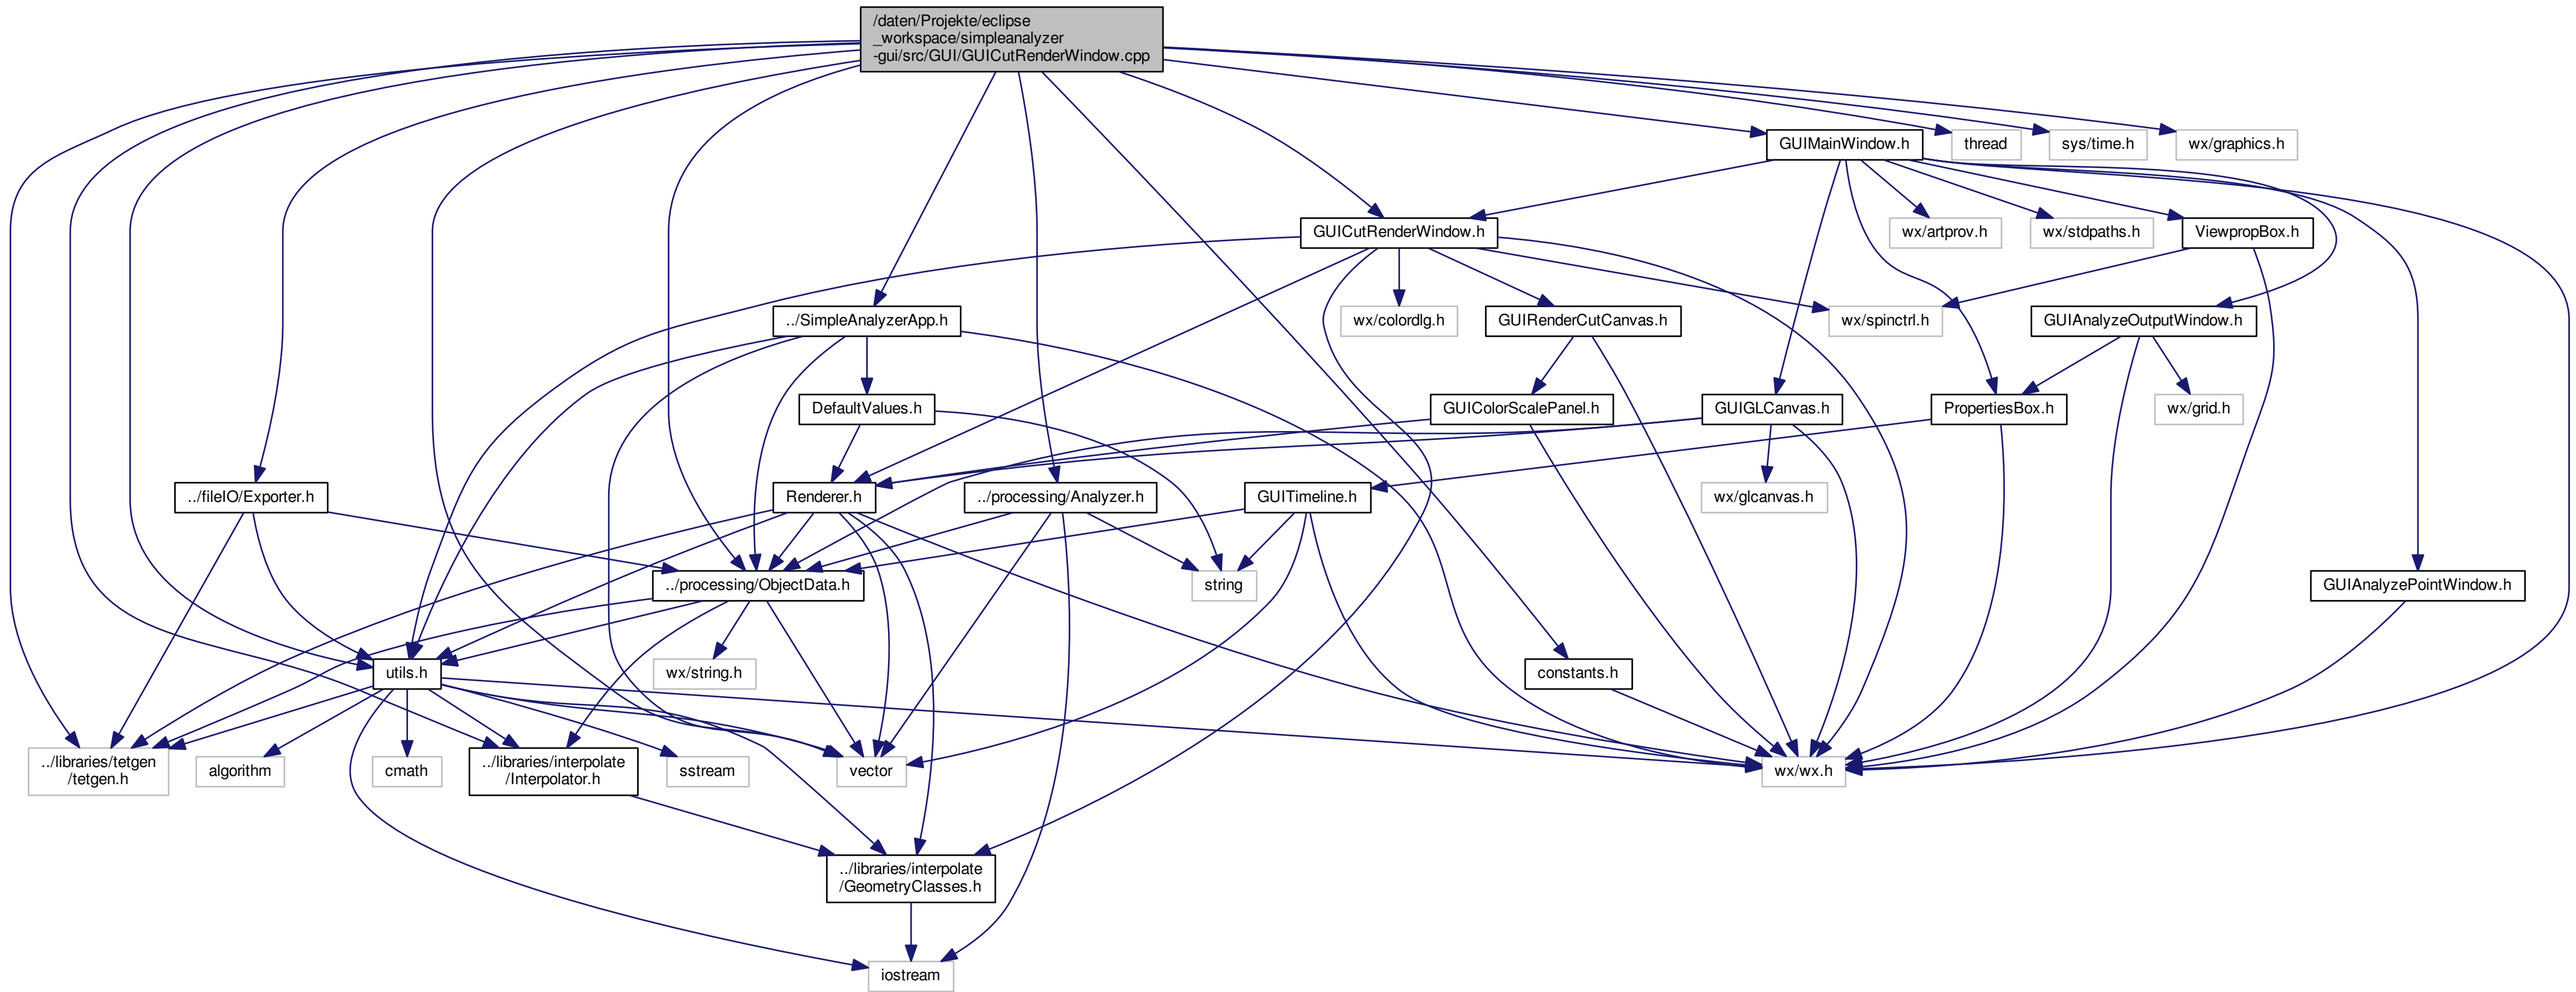 /daten/Projekte/eclipse
_workspace/simpleanalyzer
-gui/src/GUI/GUICutRenderWindow.cpp
GUIMainWindow.h
thread
sys/time.h
wx/graphics.h
GUICutRenderWindow.h
wx/artprov.h
wx/stdpaths.h
ViewpropBox.h
../SimpleAnalyzerApp.h
wx/colordlg.h
GUIRenderCutCanvas.h
wx/spinctrl.h
GUIAnalyzeOutputWindow.h
DefaultValues.h
GUIColorScalePanel.h
GUIGLCanvas.h
PropertiesBox.h
wx/grid.h
../fileIO/Exporter.h
Renderer.h
../processing/Analyzer.h
GUITimeline.h
wx/glcanvas.h
../processing/ObjectData.h
string
GUIAnalyzePointWindow.h
utils.h
wx/string.h
constants.h
../libraries/tetgen
/tetgen.h
algorithm
cmath
../libraries/interpolate
/Interpolator.h
sstream
vector
wx/wx.h
../libraries/interpolate
/GeometryClasses.h
iostream